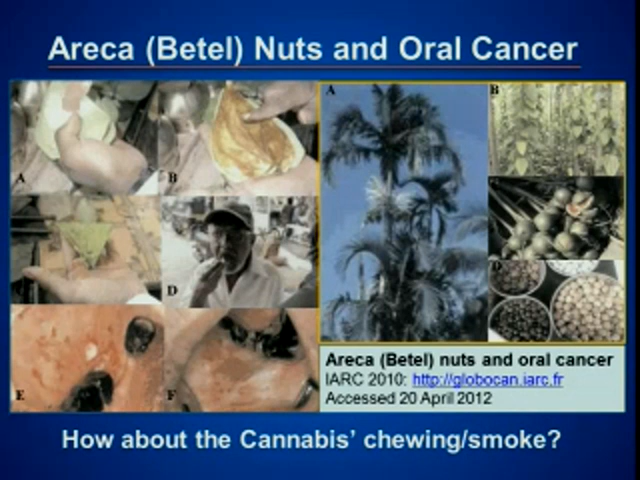 Areca (Betel) Nuts and Oral Cancer
A
B
A
B
D
D
E
F
Areca (Betel) nuts and oral cancer
IARC 2010: http://globocan.iarc.fr
Accessed 20 April 2012
How about the Cannabis’ chewing/smoke?